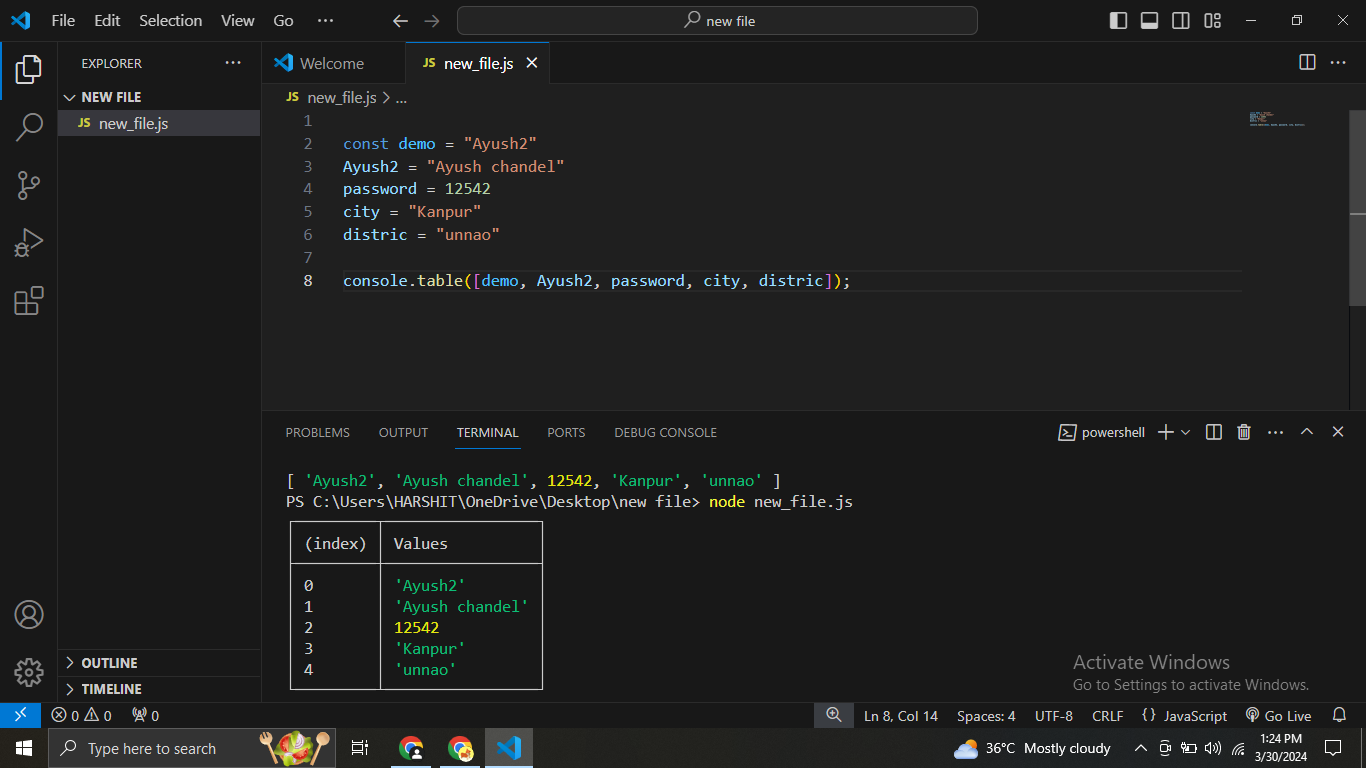 File Edit Selection View Go ··· new file
EXPLORER ···
NEW FILE
JS new_file.js
OUTLINE
TIMELINE
Welcome JS new_file.js
JS new_file.js > ...
1
2 const demo = "Ayush2"
3 Ayush2 = "Ayush chandel"
4 password = 12542
5 city = "Kanpur"
6 distric = "unnao"
7
8 console.table([demo, Ayush2, password, city, distric]);
PROBLEMS OUTPUT TERMINAL PORTS DEBUG CONSOLE powershell
[ 'Ayush2', 'Ayush chandel', 12542, 'Kanpur', 'unnao' ]
PS C:\Users\HARSHIT\OneDrive\Desktop\new file> node new_file.js
(index) Values
0 'Ayush2'
1 'Ayush chandel'
2 12542
3 'Kanpur'
4 'unnao'
Activate Windows
Go to Settings to activate Windows.
0 0 0 Ln 8, Col 14 Spaces: 4 UTF-8 CRLF {} JavaScript Go Live
Type here to search 36°C Mostly cloudy 1:24 PM
3/30/2024